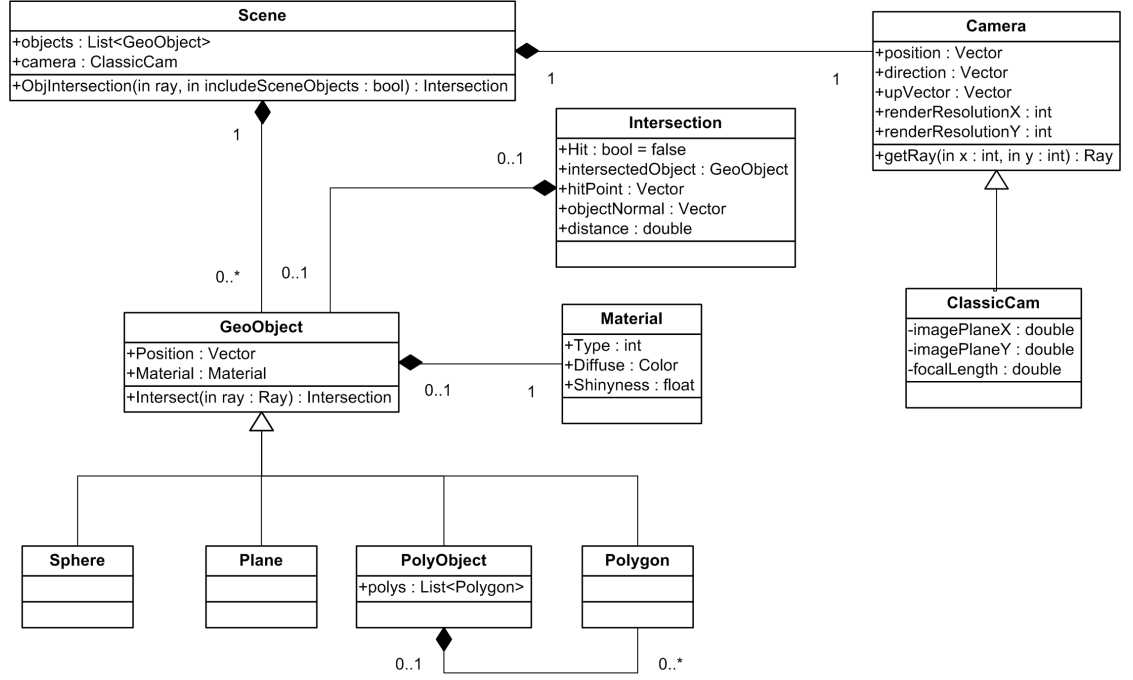 Scene
+objects : List<GeoObject>
+camera : ClassicCam
+ObjIntersection(in ray, in includeSceneObjects : bool) : Intersection
1
1
Camera
+position : Vector
+direction : Vector
+upVector : Vector
+renderResolutionX : int
+renderResolutionY : int
+getRay(in x : int, in y : int) : Ray
1
0..*
0..1
0..1
Intersection
+Hit : bool = false
+intersectedObject : GeoObject
+hitPoint : Vector
+objectNormal : Vector
+distance : double
ClassicCam
-imagePlaneX : double
-imagePlaneY : double
-focalLength : double
GeoObject
+Position : Vector
+Material : Material
+Intersect(in ray : Ray) : Intersection
0..1
1
Material
+Type : int
+Diffuse : Color
+Shinyness : float
Sphere
Plane
PolyObject
+polys : List<Polygon>
Polygon
0..1
0..*